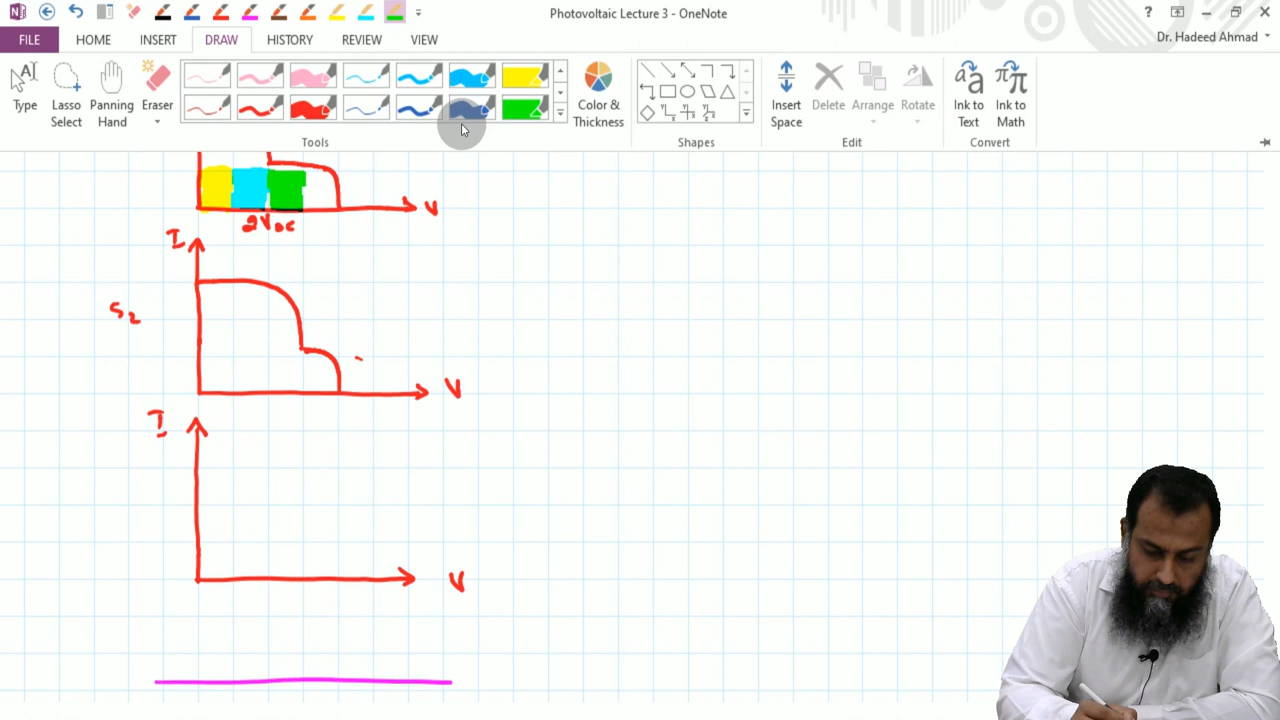 Photovoltaic Lecture 3 - OneNote
?
Dr. Hadeed Ahmad
FILE HOME INSERT DRAW HISTORY REVIEW VIEW
Type
Lasso Select
Panning Hand
Eraser
Color & Thickness
Insert Space
Delete
Arrange
Rotate
Ink to Text
Ink to Math
Tools
Shapes
Edit
Convert
V
2Voc
I
S2
V
I
V